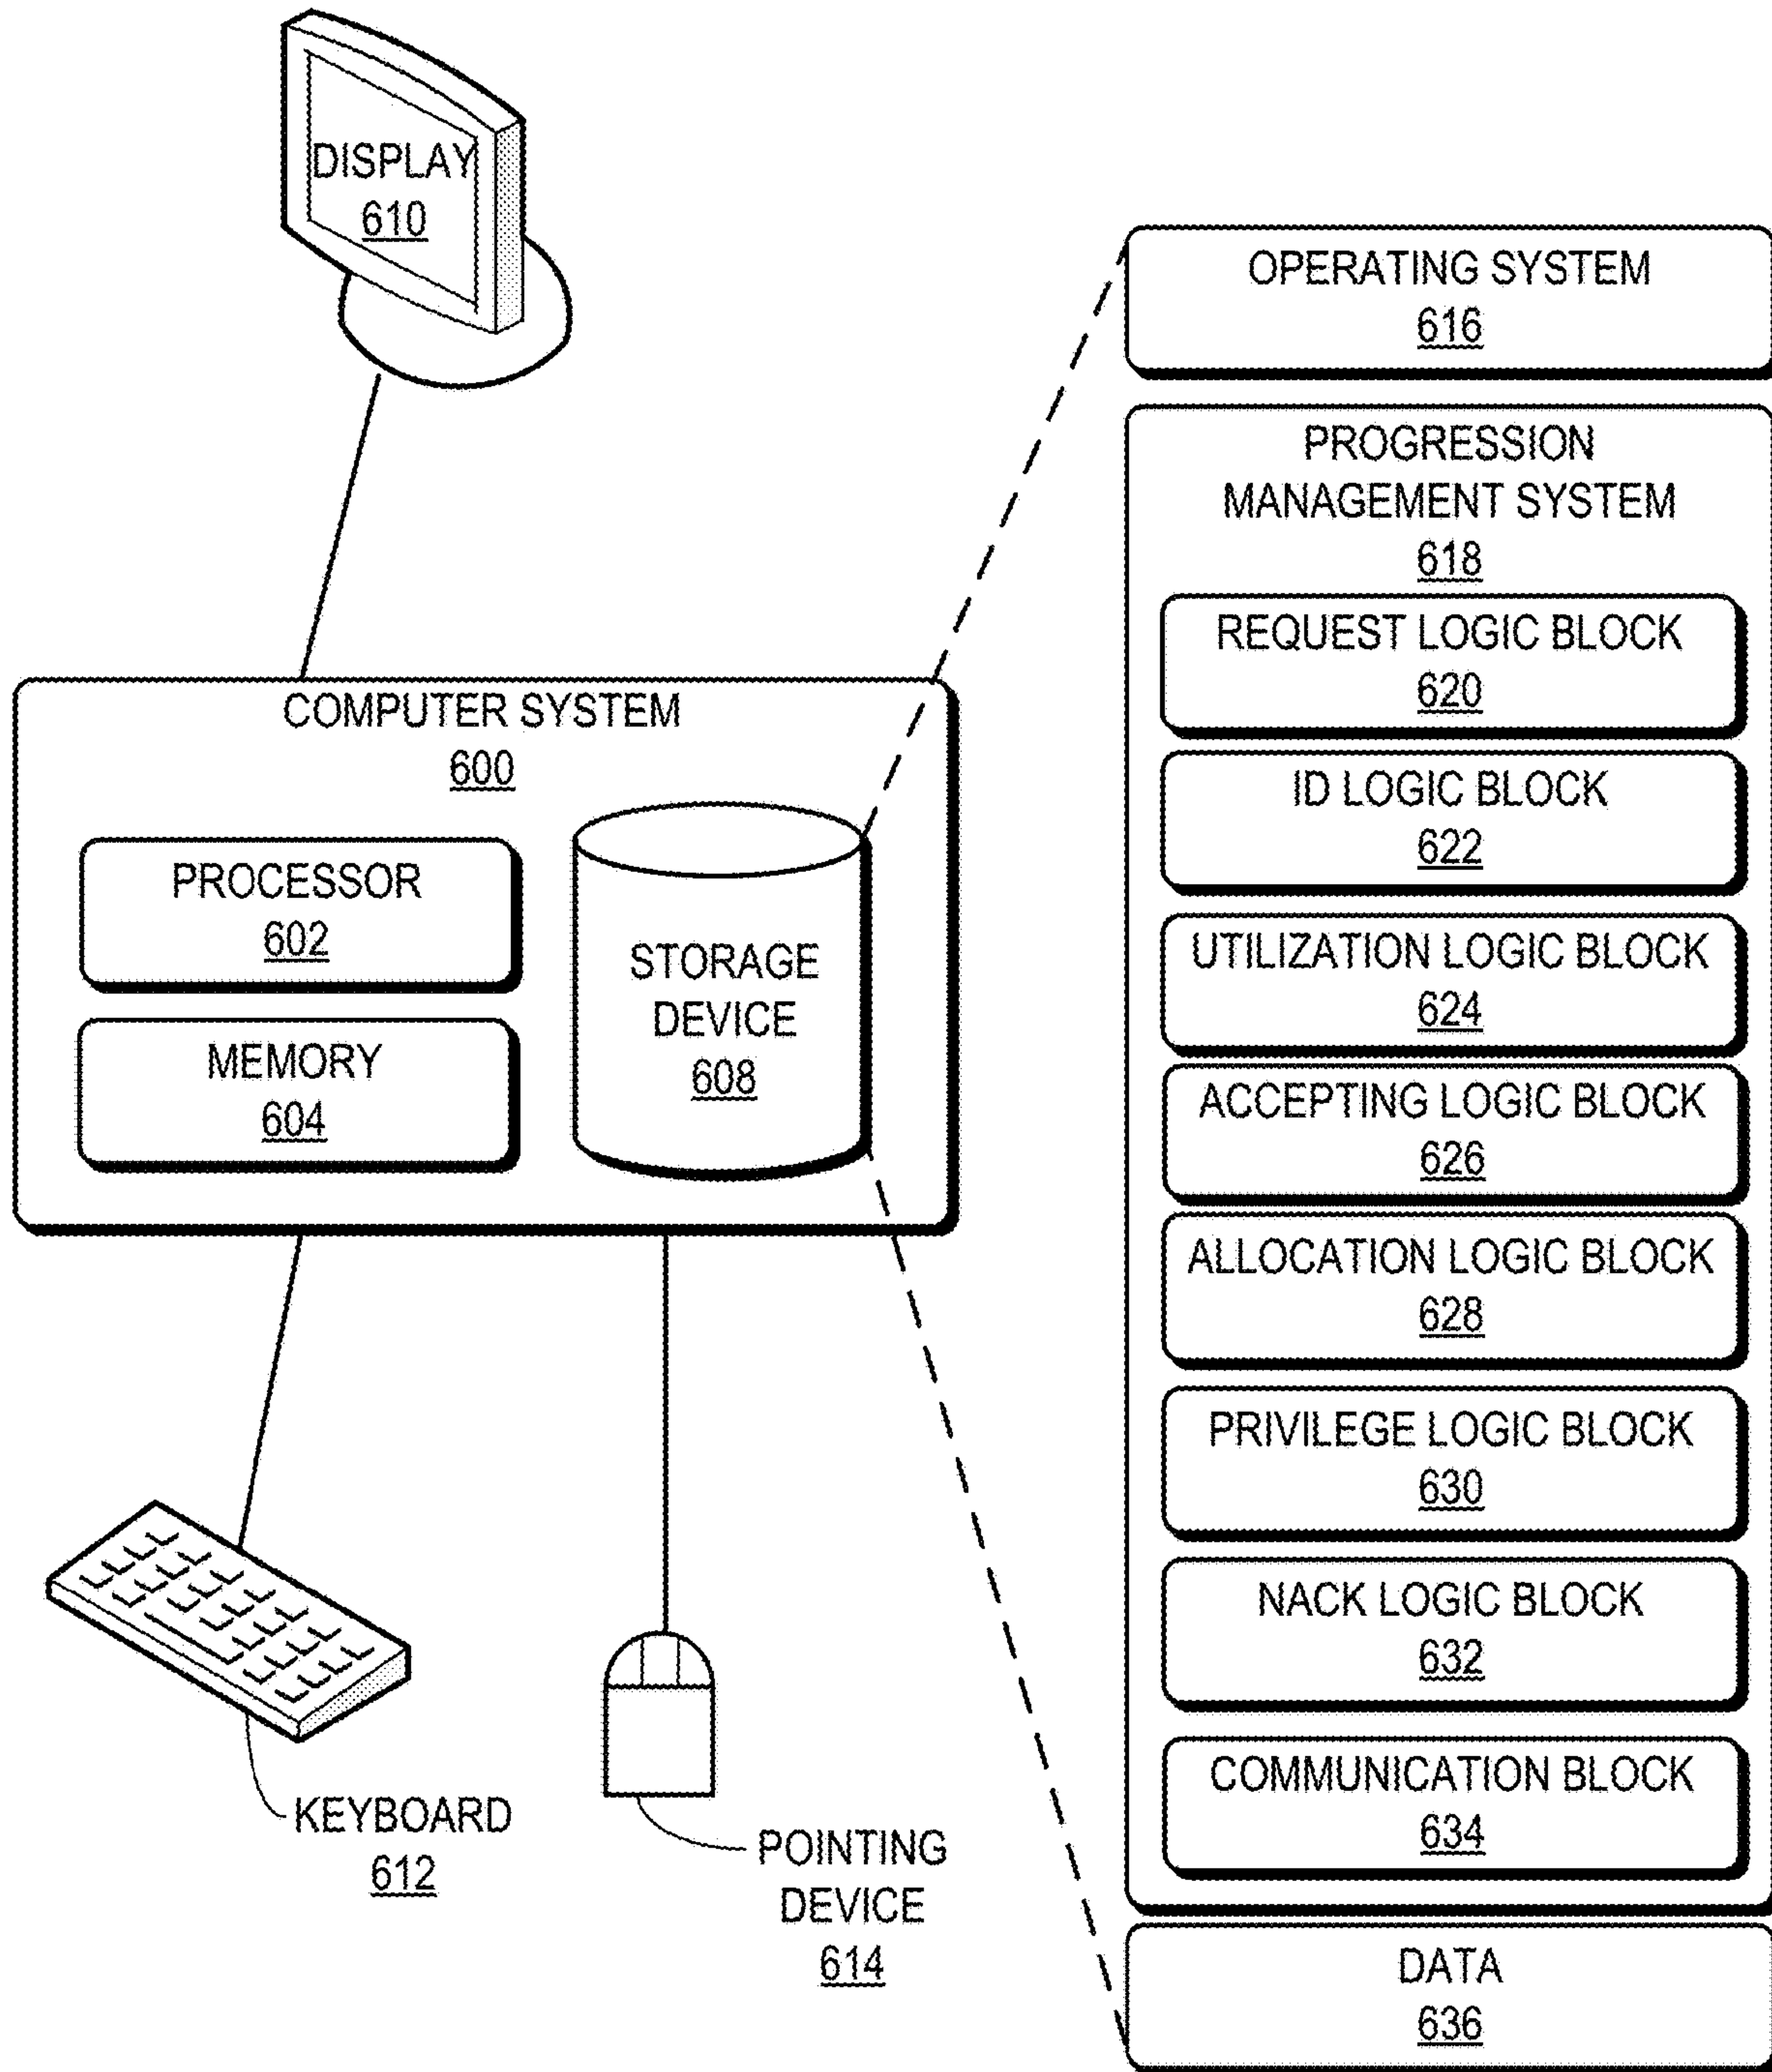 DISPLAY
610
COMPUTER SYSTEM
600
PROCESSOR
602
MEMORY
604
STORAGE
DEVICE
608
KEYBOARD
612
POINTING
DEVICE
614
OPERATING SYSTEM
616
PROGRESSION
MANAGEMENT SYSTEM
618
REQUEST LOGIC BLOCK
620
ID LOGIC BLOCK
622
UTILIZATION LOGIC BLOCK
624
ACCEPTING LOGIC BLOCK
626
ALLOCATION LOGIC BLOCK
628
PRIVILEGE LOGIC BLOCK
630
NACK LOGIC BLOCK
632
COMMUNICATION BLOCK
634
DATA
636